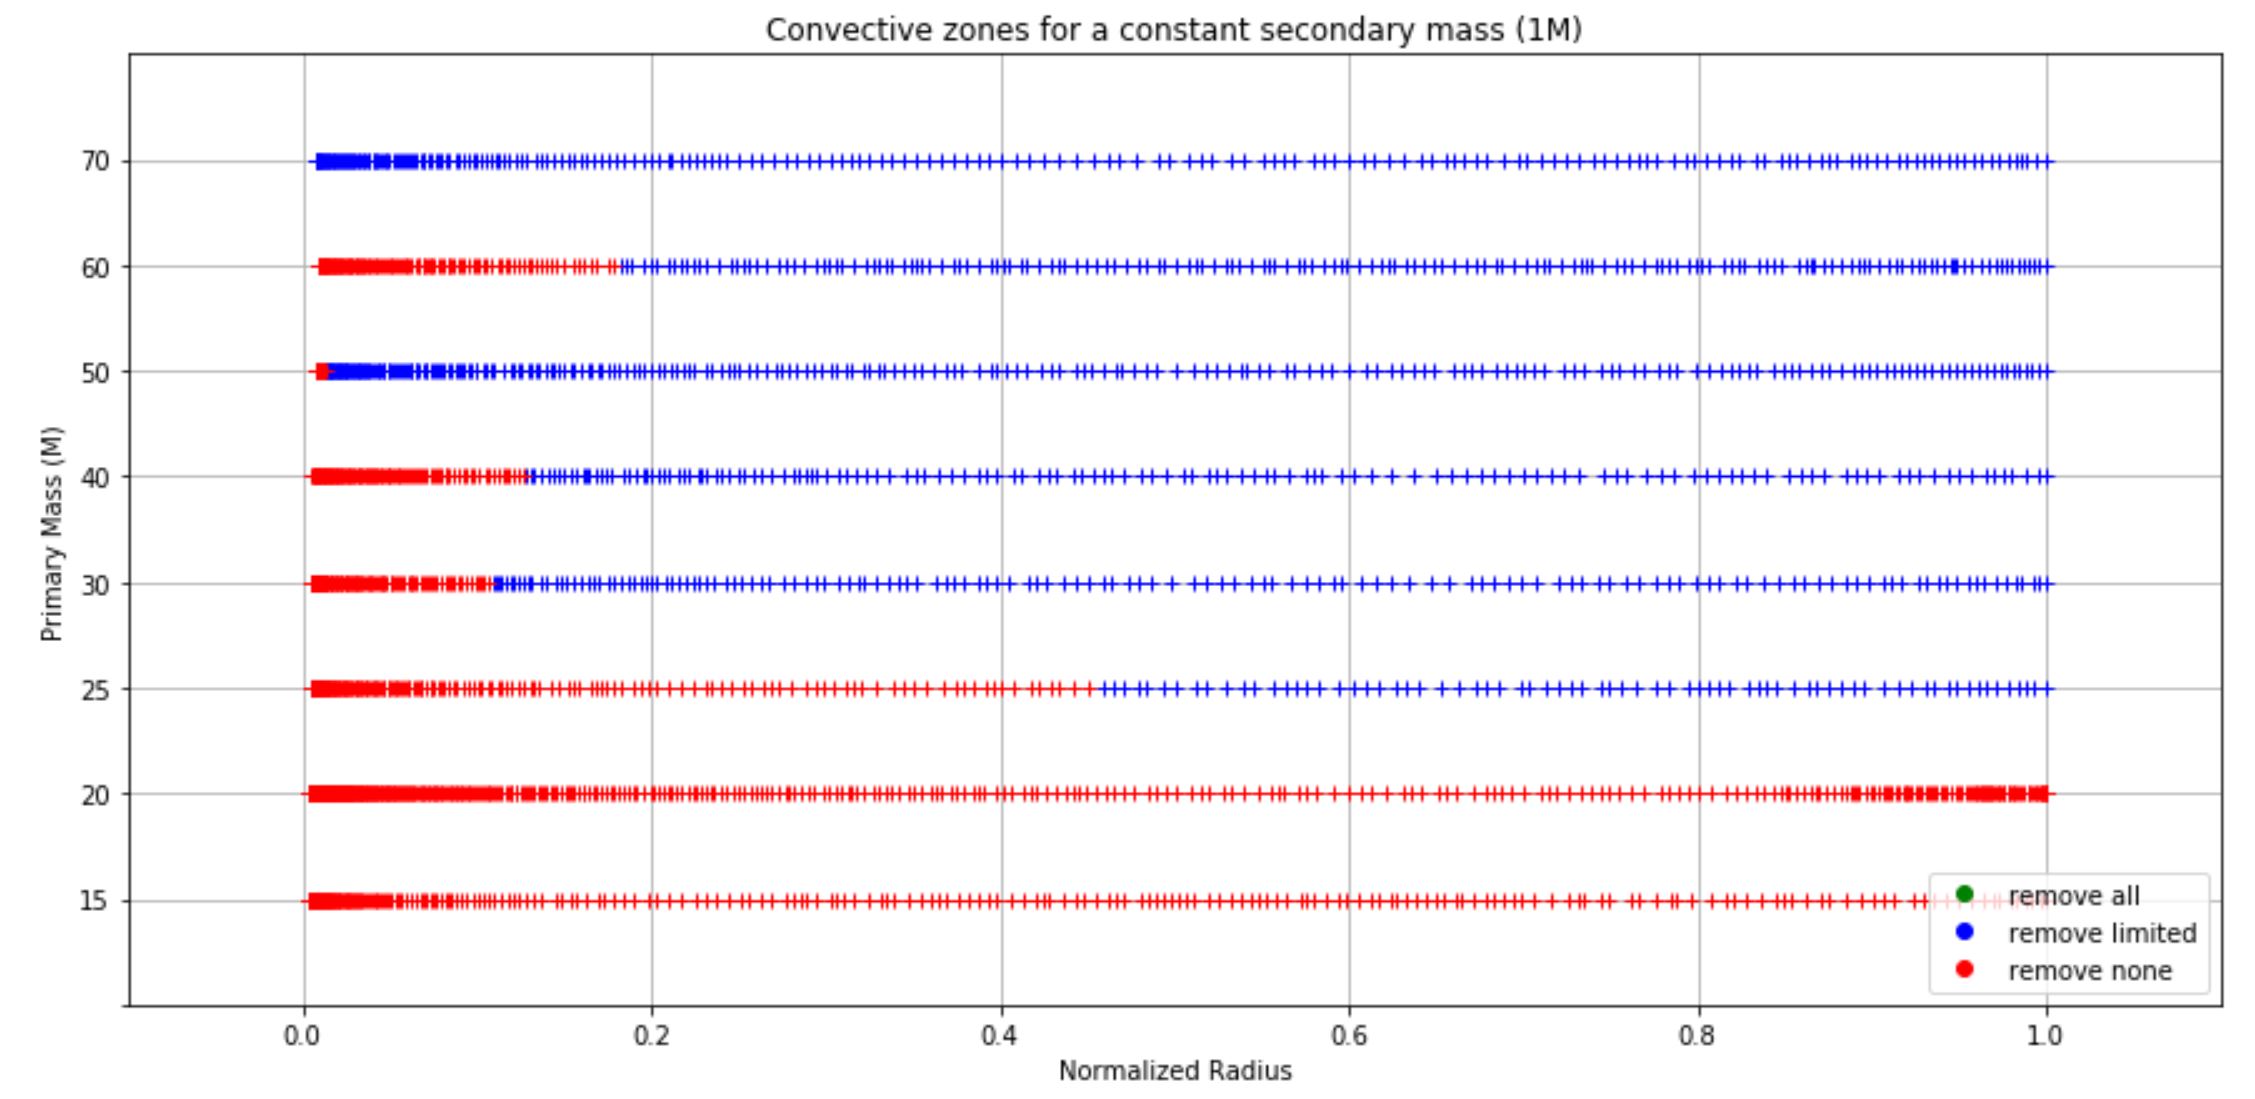 Convective zones for a constant secondary mass (1M)
Primary Mass (M)
70
60
50
40
30
25
20
15
remove all
remove limited
remove none
0.0 0.2 0.4 0.6 0.8 1.0
Normalized Radius